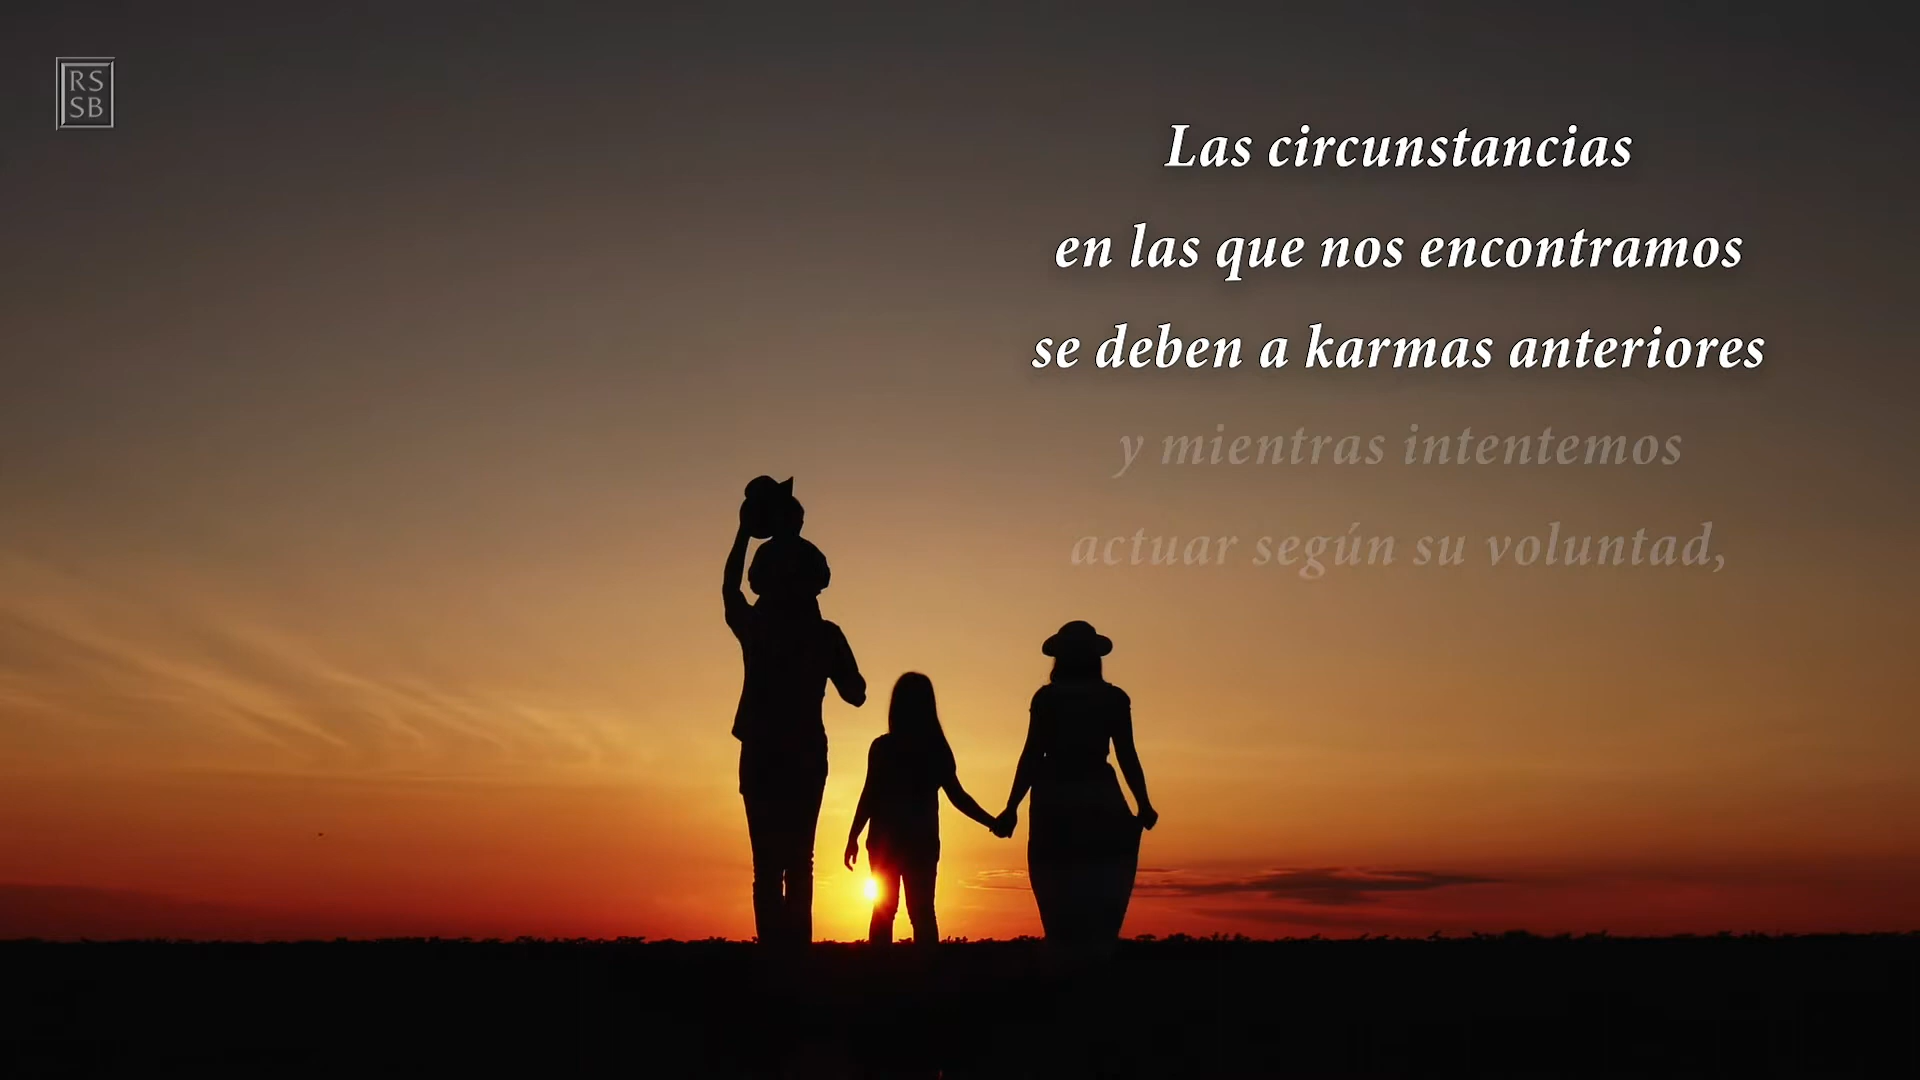 RS
SB
Las circunstancias
en las que nos encontramos
se deben a karmas anteriores
y mientras intentemos
actuar según su voluntad,